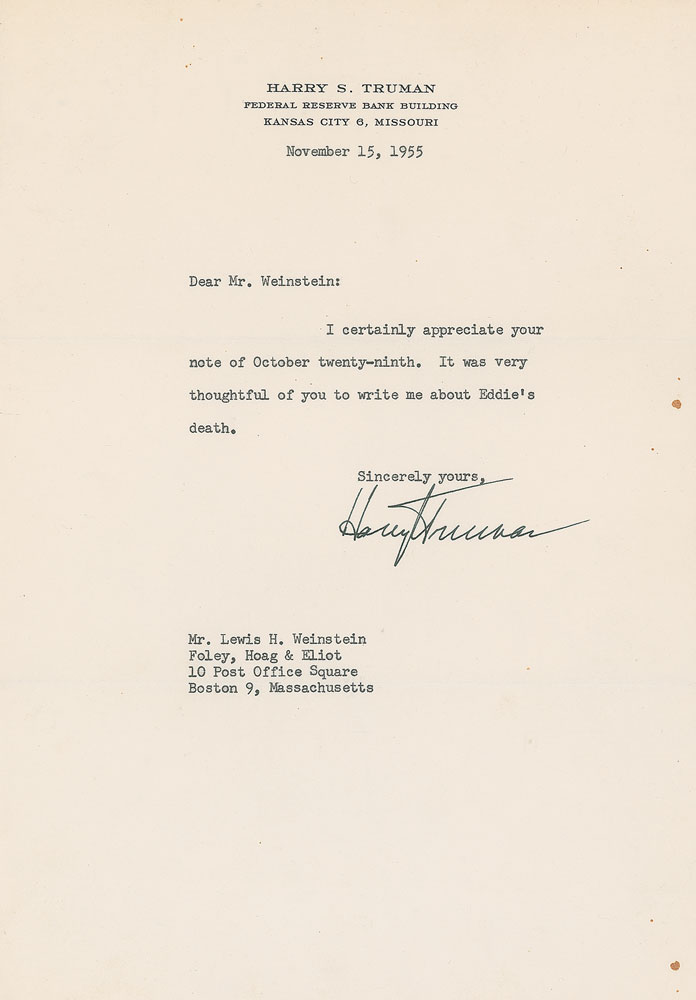 HARRY S. TRUMAN
FEDERAL RESERVE BANK BUILDING
KANSAS CITY 6, MISSOURI
November 15, 1955
Dear Mr. Weinstein:
I certainly appreciate your
note of October twenty-ninth. It was very
thoughtful of you to write me about Eddie's
death.
Sincerely yours,
Harry Truman
Mr. Lewis H. Weinstein
Foley, Hoag & Eliot
10 Post Office Square
Boston 9, Massachusetts